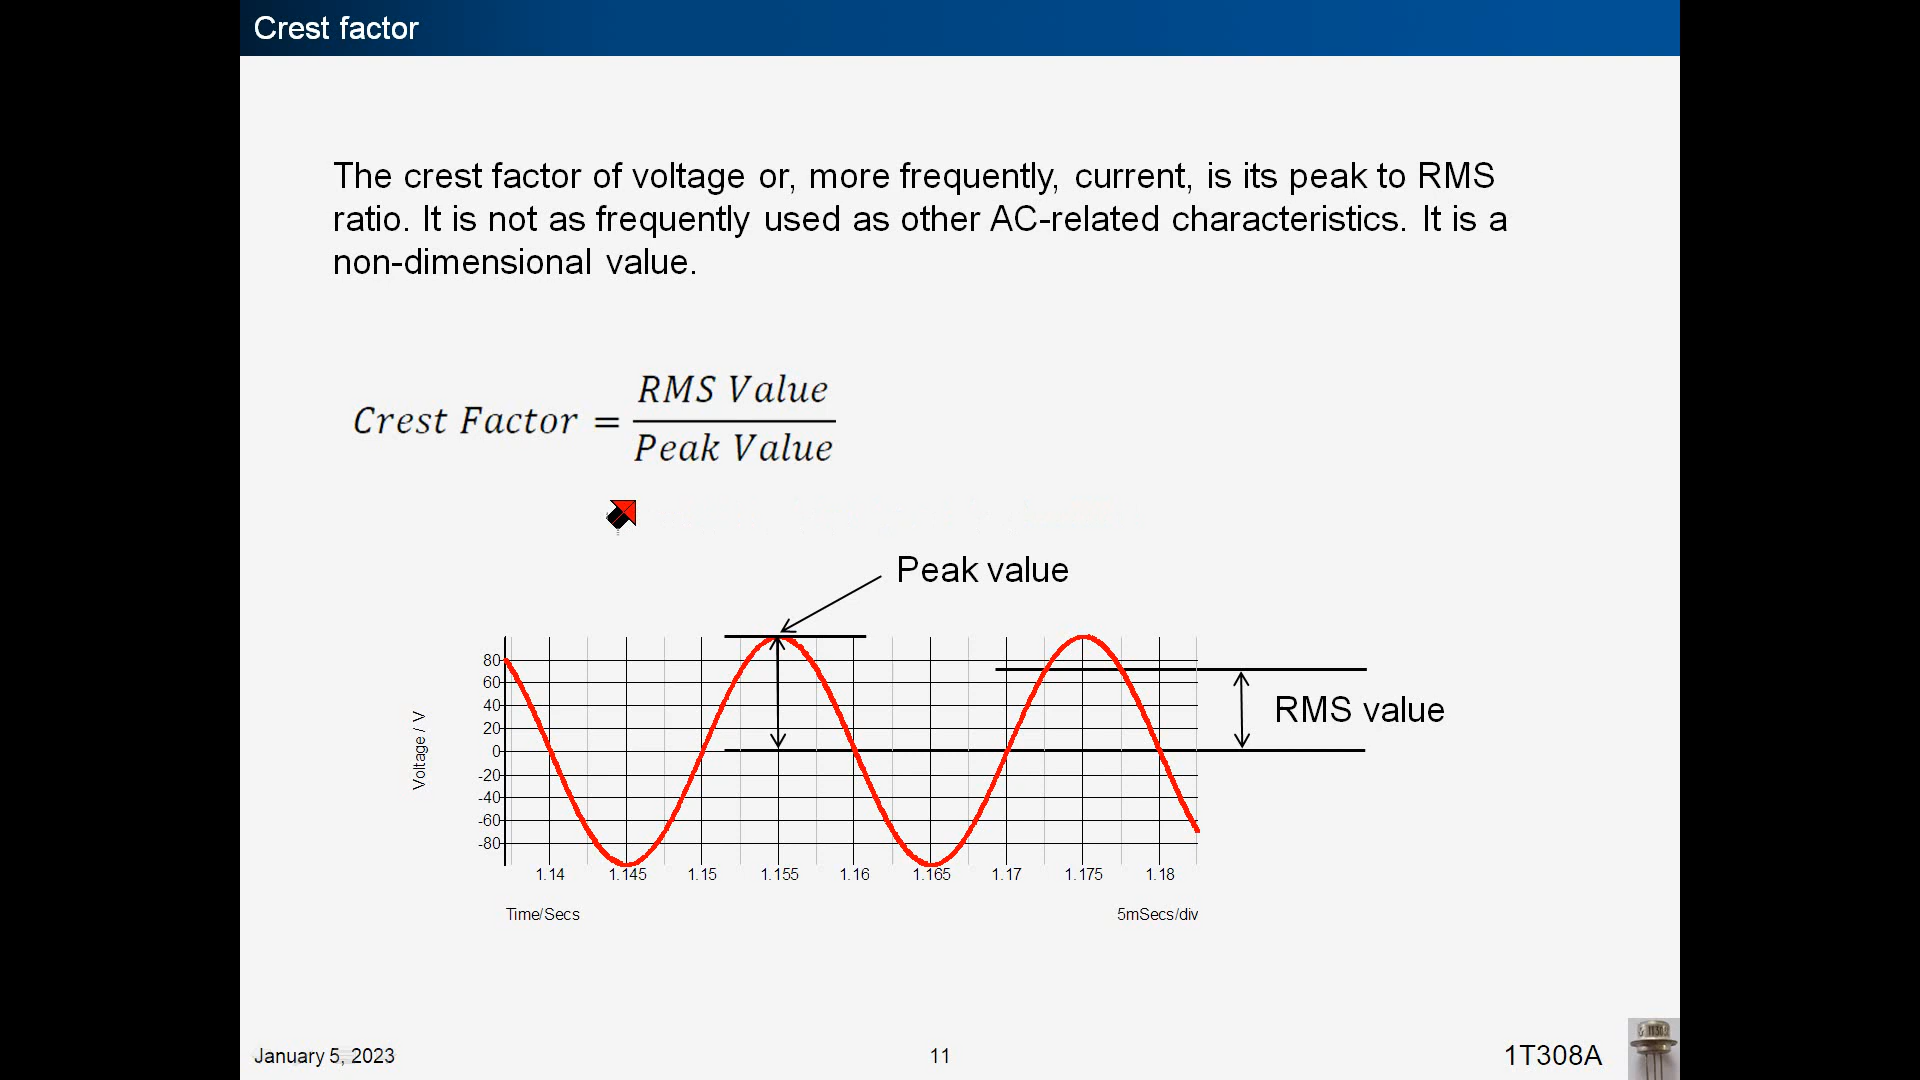 Crest factor
The crest factor of voltage or, more frequently, current, is its peak to RMS
ratio. It is not as frequently used as other AC-related characteristics. It is a
non-dimensional value.
Crest Factor = RMS Value / Peak Value
Peak value
RMS value
80
60
40
20
0
-20
-40
-60
-80
Voltage / V
1.14 1.145 1.15 1.155 1.16 1.165 1.17 1.175 1.18
Time/Secs 5mSecs/div
January 5, 2023 11 1T308A